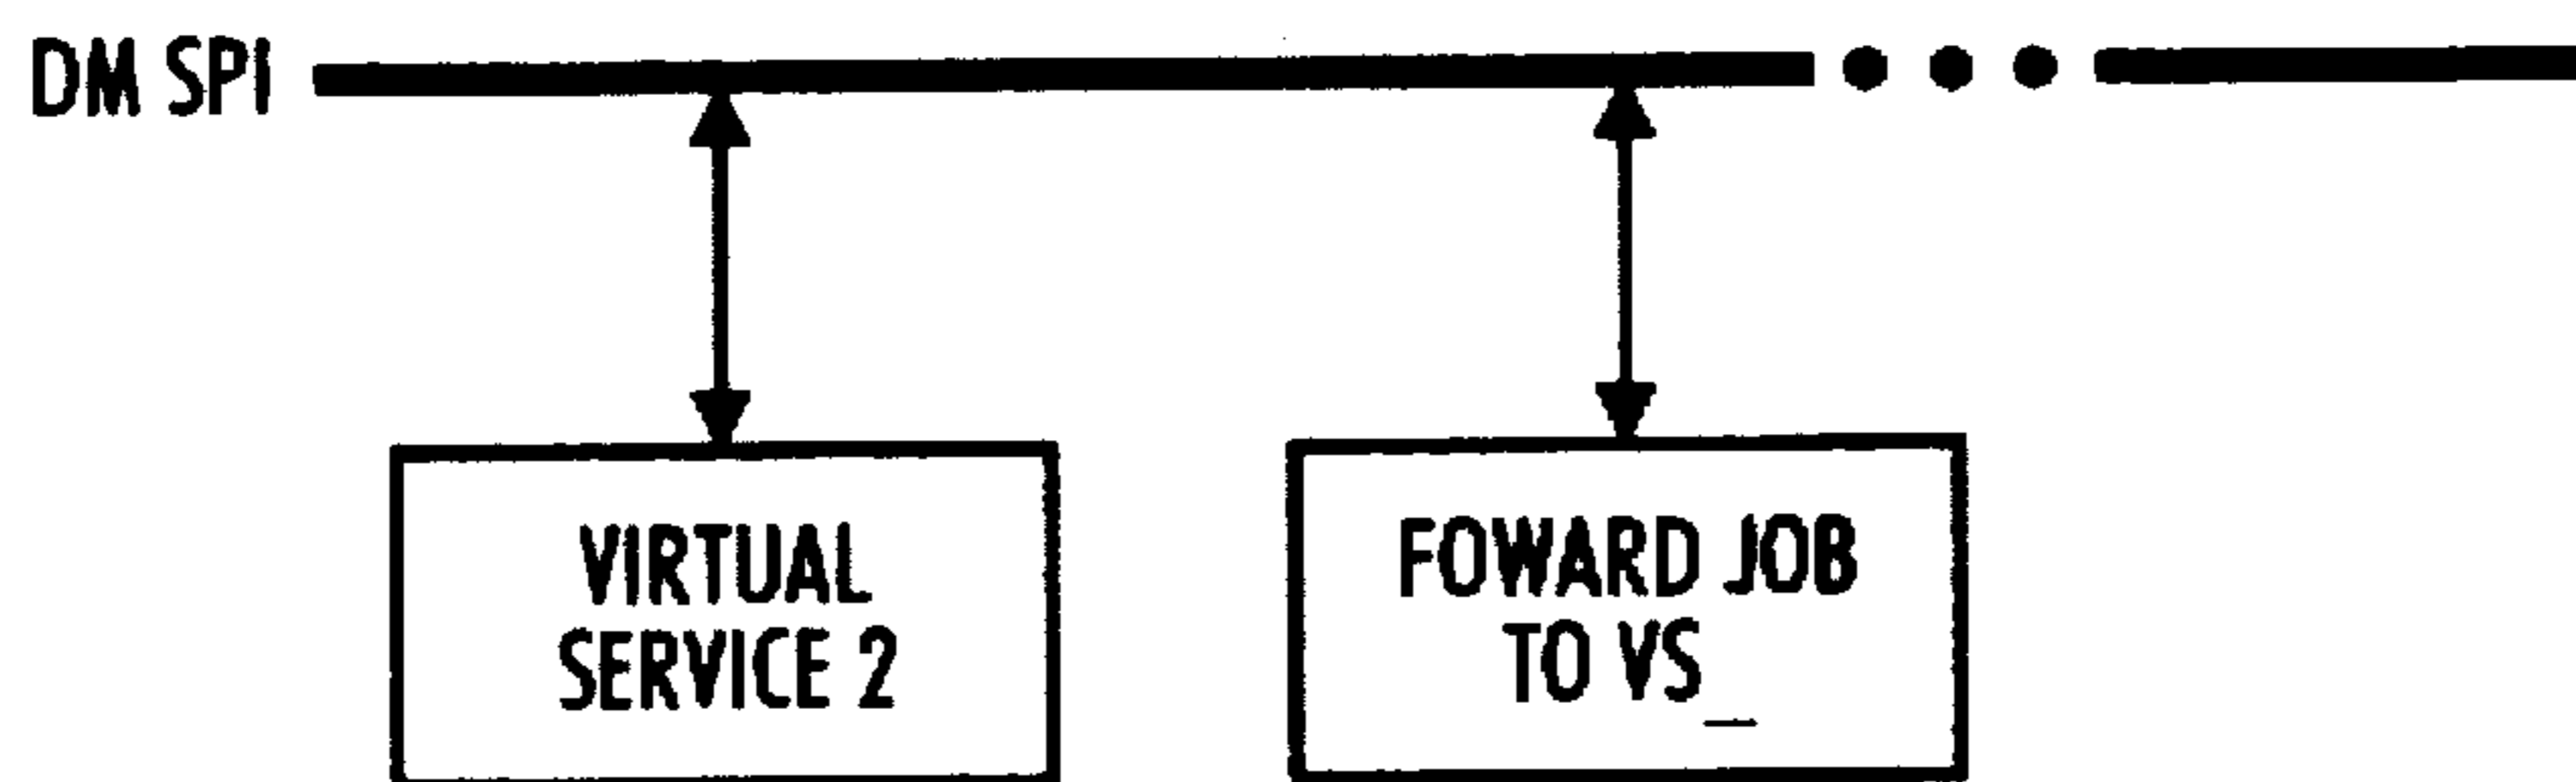 DM SPI
VIRTUAL
SERVICE 2
FOWARD JOB
TO VS_